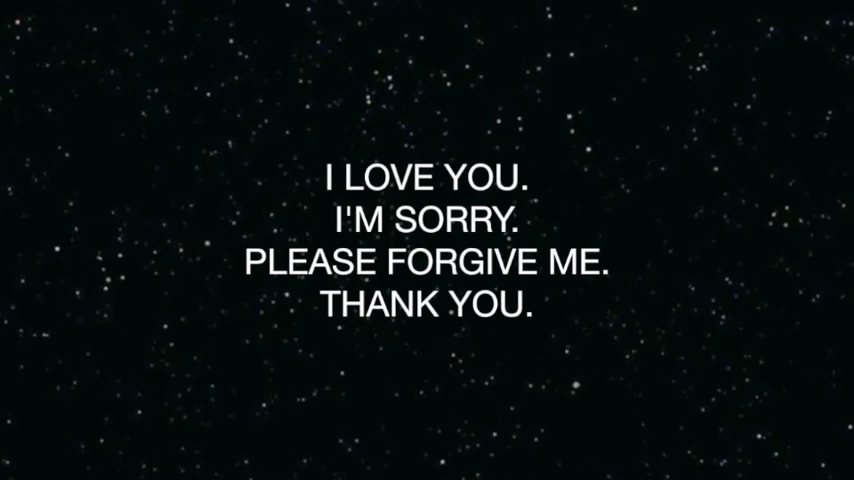 I LOVE YOU.
I'M SORRY.
PLEASE FORGIVE ME.
THANK YOU.